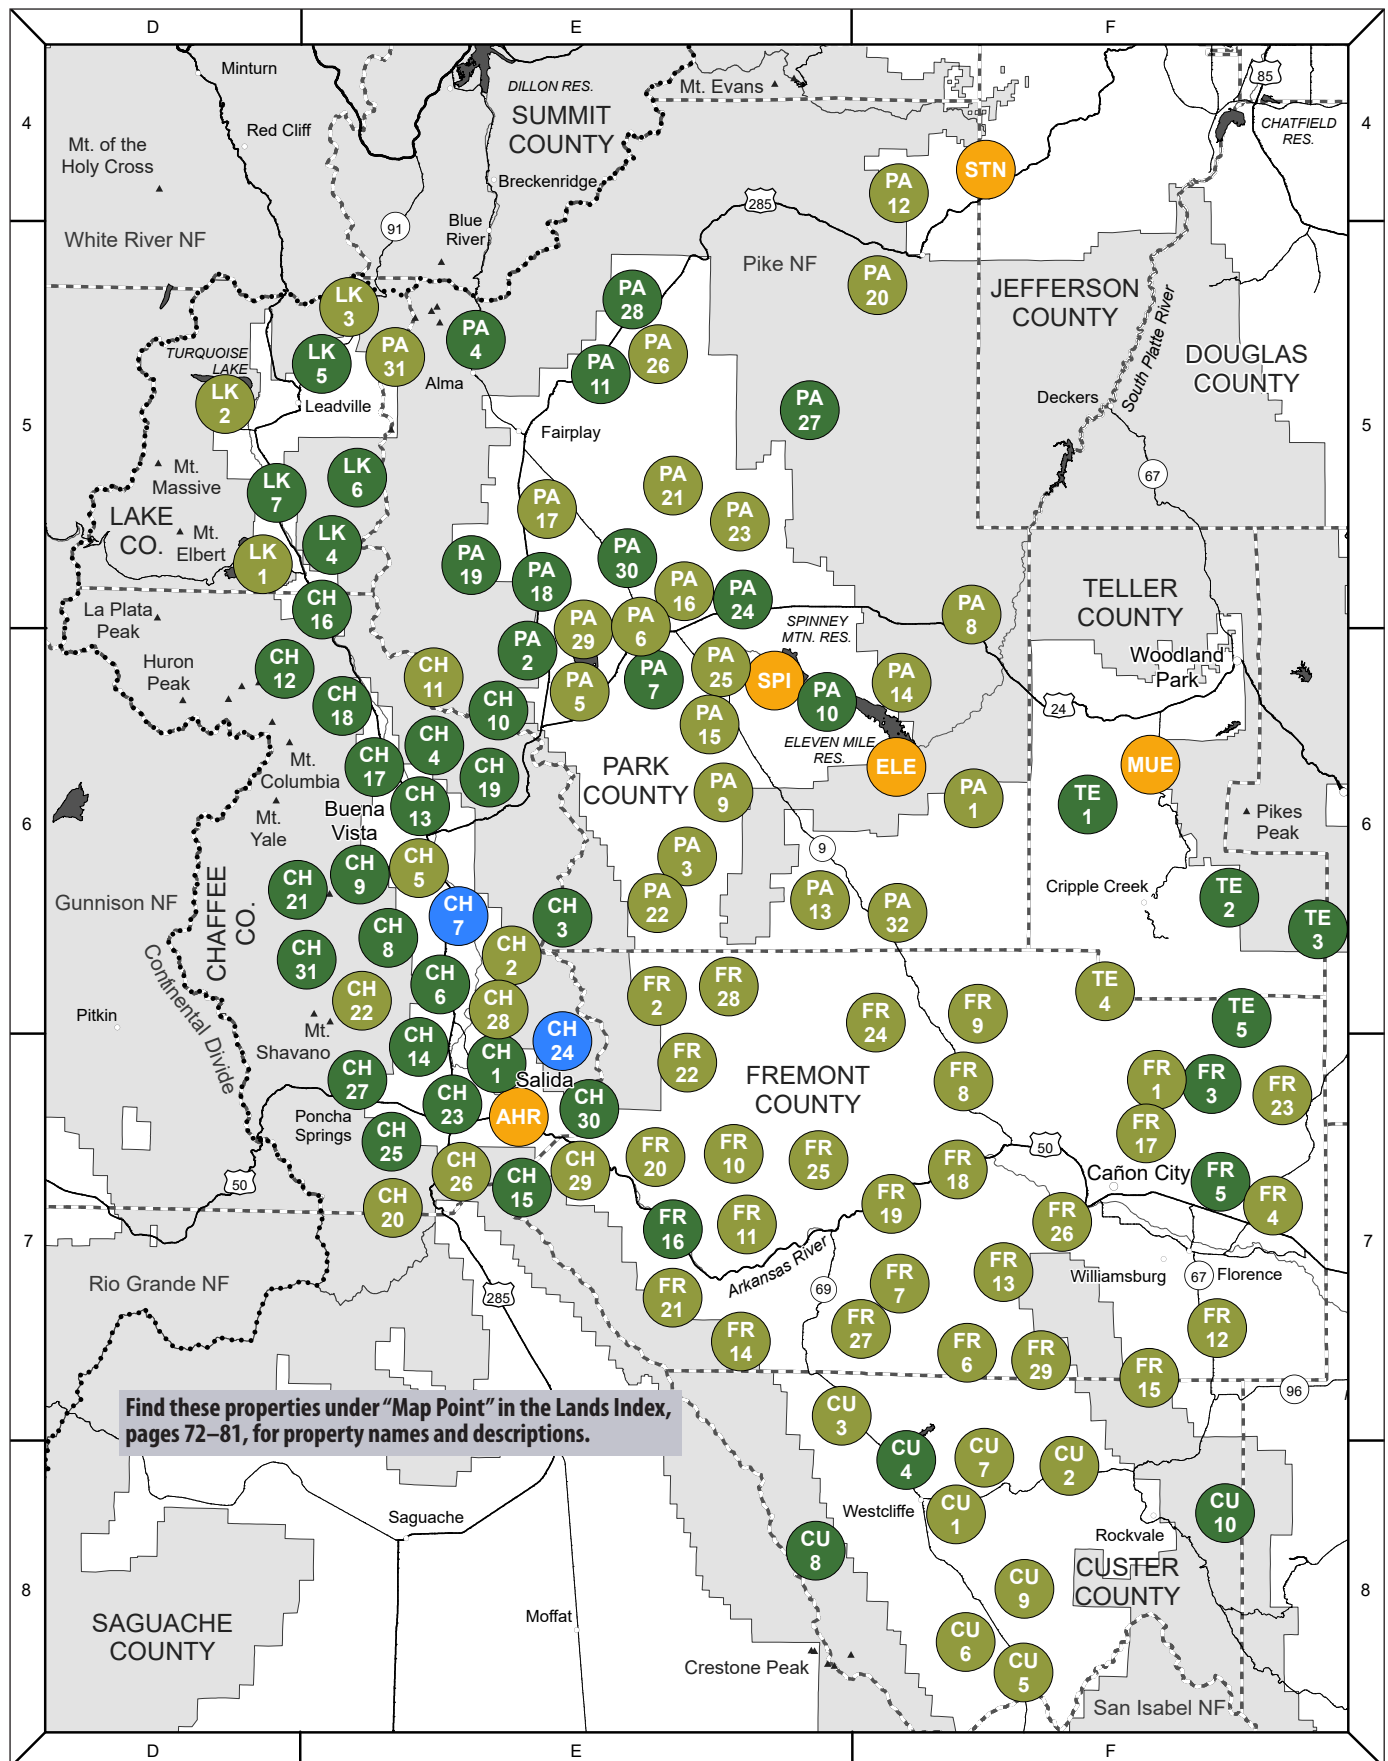 D
E
F
Minturn
DILLON RES.
Mt. Evans
85
SUMMIT
COUNTY
4
Red Cliff
CHATFIELD
RES.
4
Mt. of the
Holy Cross
STN
Breckenridge
PA
12
285
Blue
River
91
White River NF
Pike NF
PA
20
LK
3
PA
28
JEFFERSON
COUNTY
South Platte River
PA
4
TURQUOISE
LAKE
LK
5
PA
31
PA
11
PA
26
DOUGLAS
COUNTY
Alma
LK
2
Leadville
PA
27
Deckers
5
Fairplay
5
Mt.
Massive
LK
7
LK
6
PA
21
67
PA
17
PA
23
LAKE
CO.
Mt.
Elbert
LK
4
LK
1
PA
19
PA
18
PA
30
PA
16
PA
24
TELLER
COUNTY
La Plata
Peak
CH
16
PA
29
PA
6
SPINNEY
MTN. RES.
PA
8
Huron
Peak
CH
12
CH
11
PA
2
PA
5
PA
7
PA
25
SPI
PA
10
PA
14
Woodland
Park
CH
18
CH
10
PA
15
24
Mt.
Columbia
CH
17
CH
4
CH
19
ELEVEN MILE
RES.
ELE
MUE
PARK
COUNTY
PA
9
PA
1
TE
1
Buena
Vista
CH
13
Mt.
Yale
Pikes
Peak
6
6
9
PA
3
CH
9
CH
5
CH
21
PA
22
PA
13
PA
32
Cripple Creek
TE
2
TE
3
Gunnison NF
CHAFFEE
CO.
CH
7
CH
3
CH
8
CH
2
CH
31
Continental Divide
CH
6
CH
22
CH
28
FR
2
FR
28
TE
4
Pitkin
Mt.
Shavano
FR
24
FR
9
TE
5
CH
14
CH
1
CH
24
FR
22
CH
27
Salida
FREMONT
COUNTY
FR
8
FR
1
FR
3
FR
23
Poncha
Springs
CH
23
AHR
CH
30
CH
25
FR
17
50
FR
20
FR
10
FR
25
FR
18
Cañon City
CH
26
CH
15
CH
29
FR
5
FR
4
50
CH
20
FR
16
FR
11
FR
19
FR
26
7
7
Arkansas River
Rio Grande NF
FR
13
Williamsburg
67
Florence
285
FR
21
69
FR
7
FR
14
FR
27
FR
12
FR
6
FR
29
FR
15
96
Find these properties under “Map Point” in the Lands Index,
pages 72–81, for property names and descriptions.
CU
3
CU
4
CU
7
CU
2
Westcliffe
CU
1
CU
10
Saguache
Rockvale
CU
8
CUSTER
COUNTY
8
CU
9
8
SAGUACHE
COUNTY
Moffat
CU
6
Crestone Peak
CU
5
San Isabel NF
D
E
F